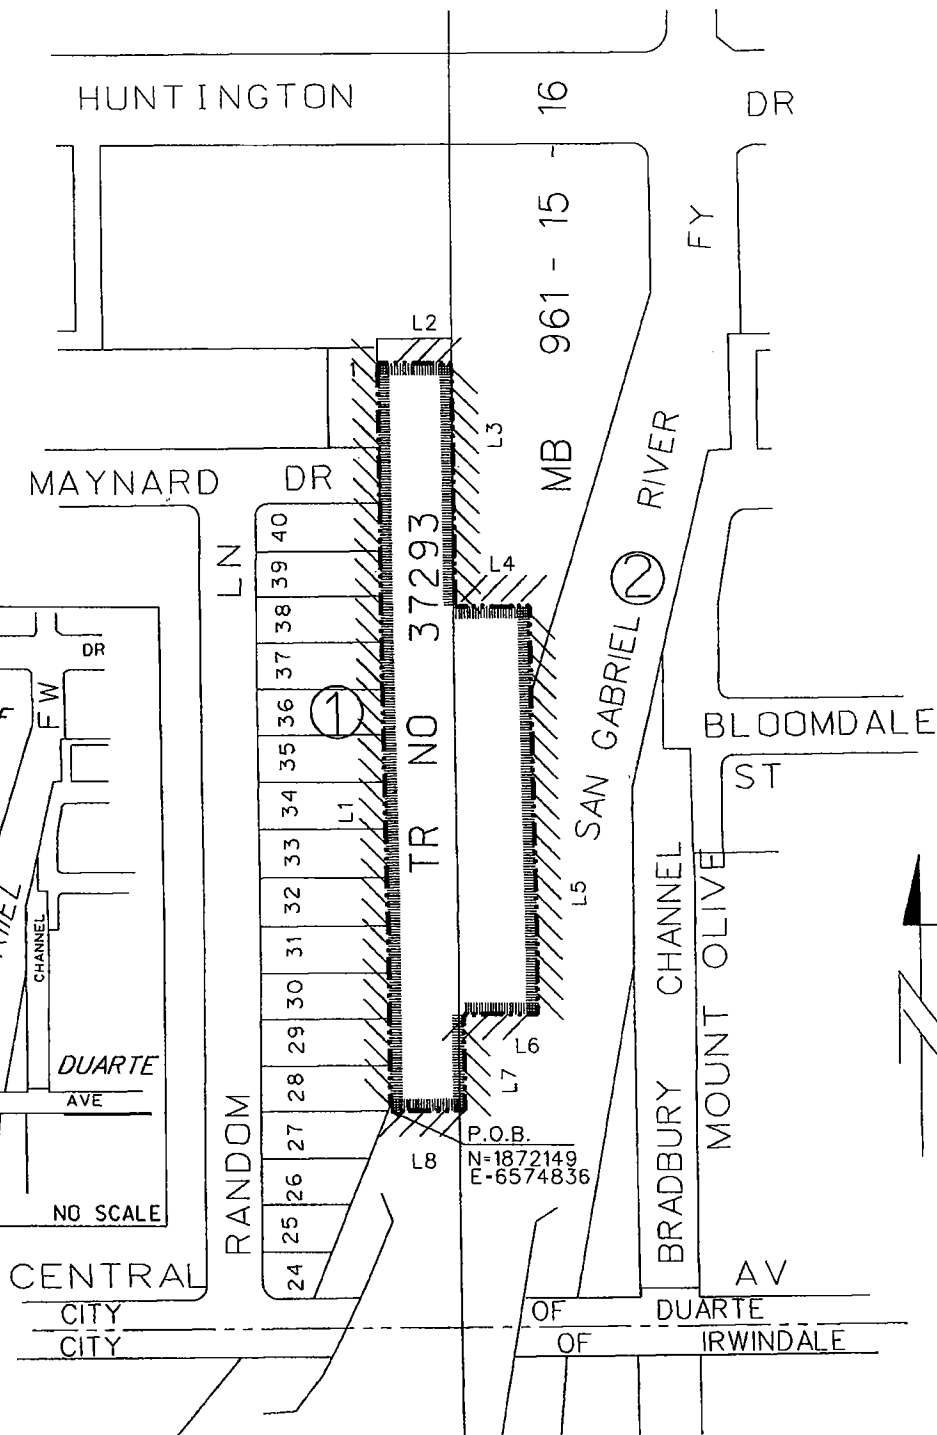 HUNTINGTON DR
MB 961 - 15 - 16
FY
L2
L3
MAYNARD DR
L4
LN
40
39
38
37
36
35
34
33
32
31
30
29
28
27
26
25
24
1
2
TR NO 37293
SAN GABRIEL RIVER
BLOOMDALE
ST
L1
L5
L6
L7
L8
P.O.B.
N=1872149
E=6574836
RANDOM
BRADBURY CHANNEL
MOUNT OLIVE
DR
FW
CHANNEL
DUARTE
AVE
NO SCALE
CENTRAL AV
CITY OF DUARTE
CITY OF IRWINDALE